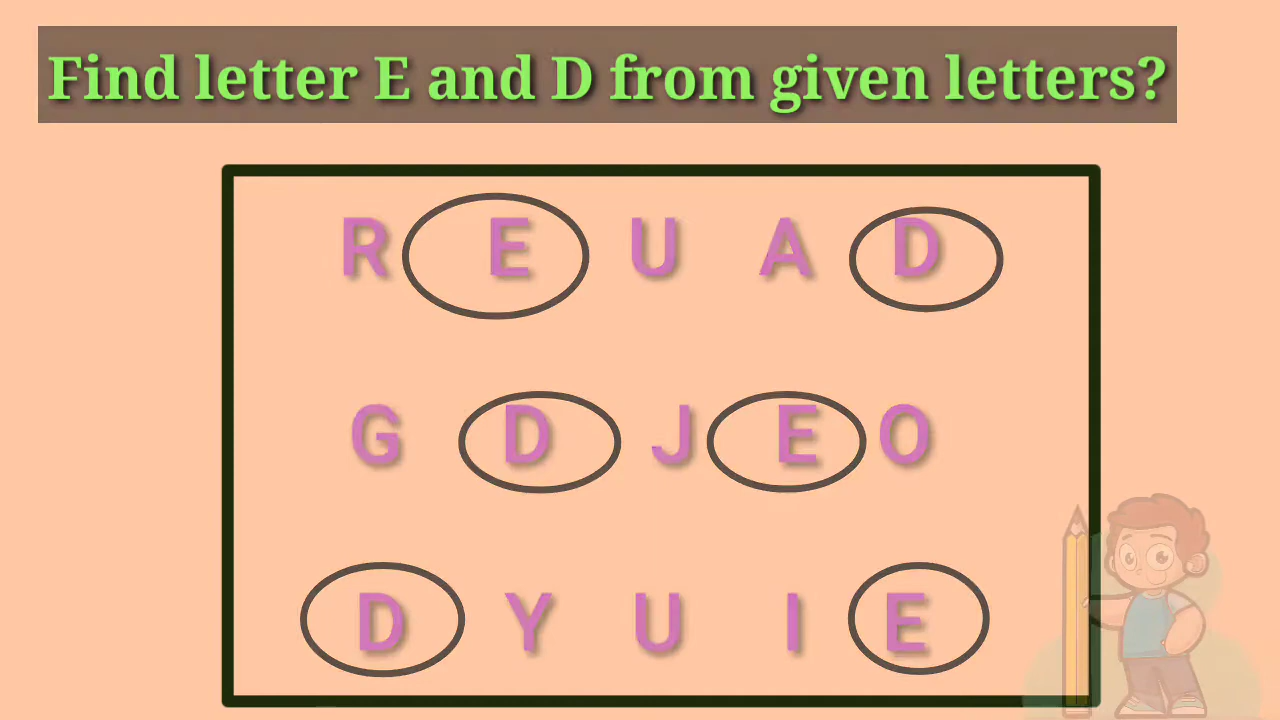 Find letter E and D from given letters?
R E U A D
G D J E O
D Y U I E